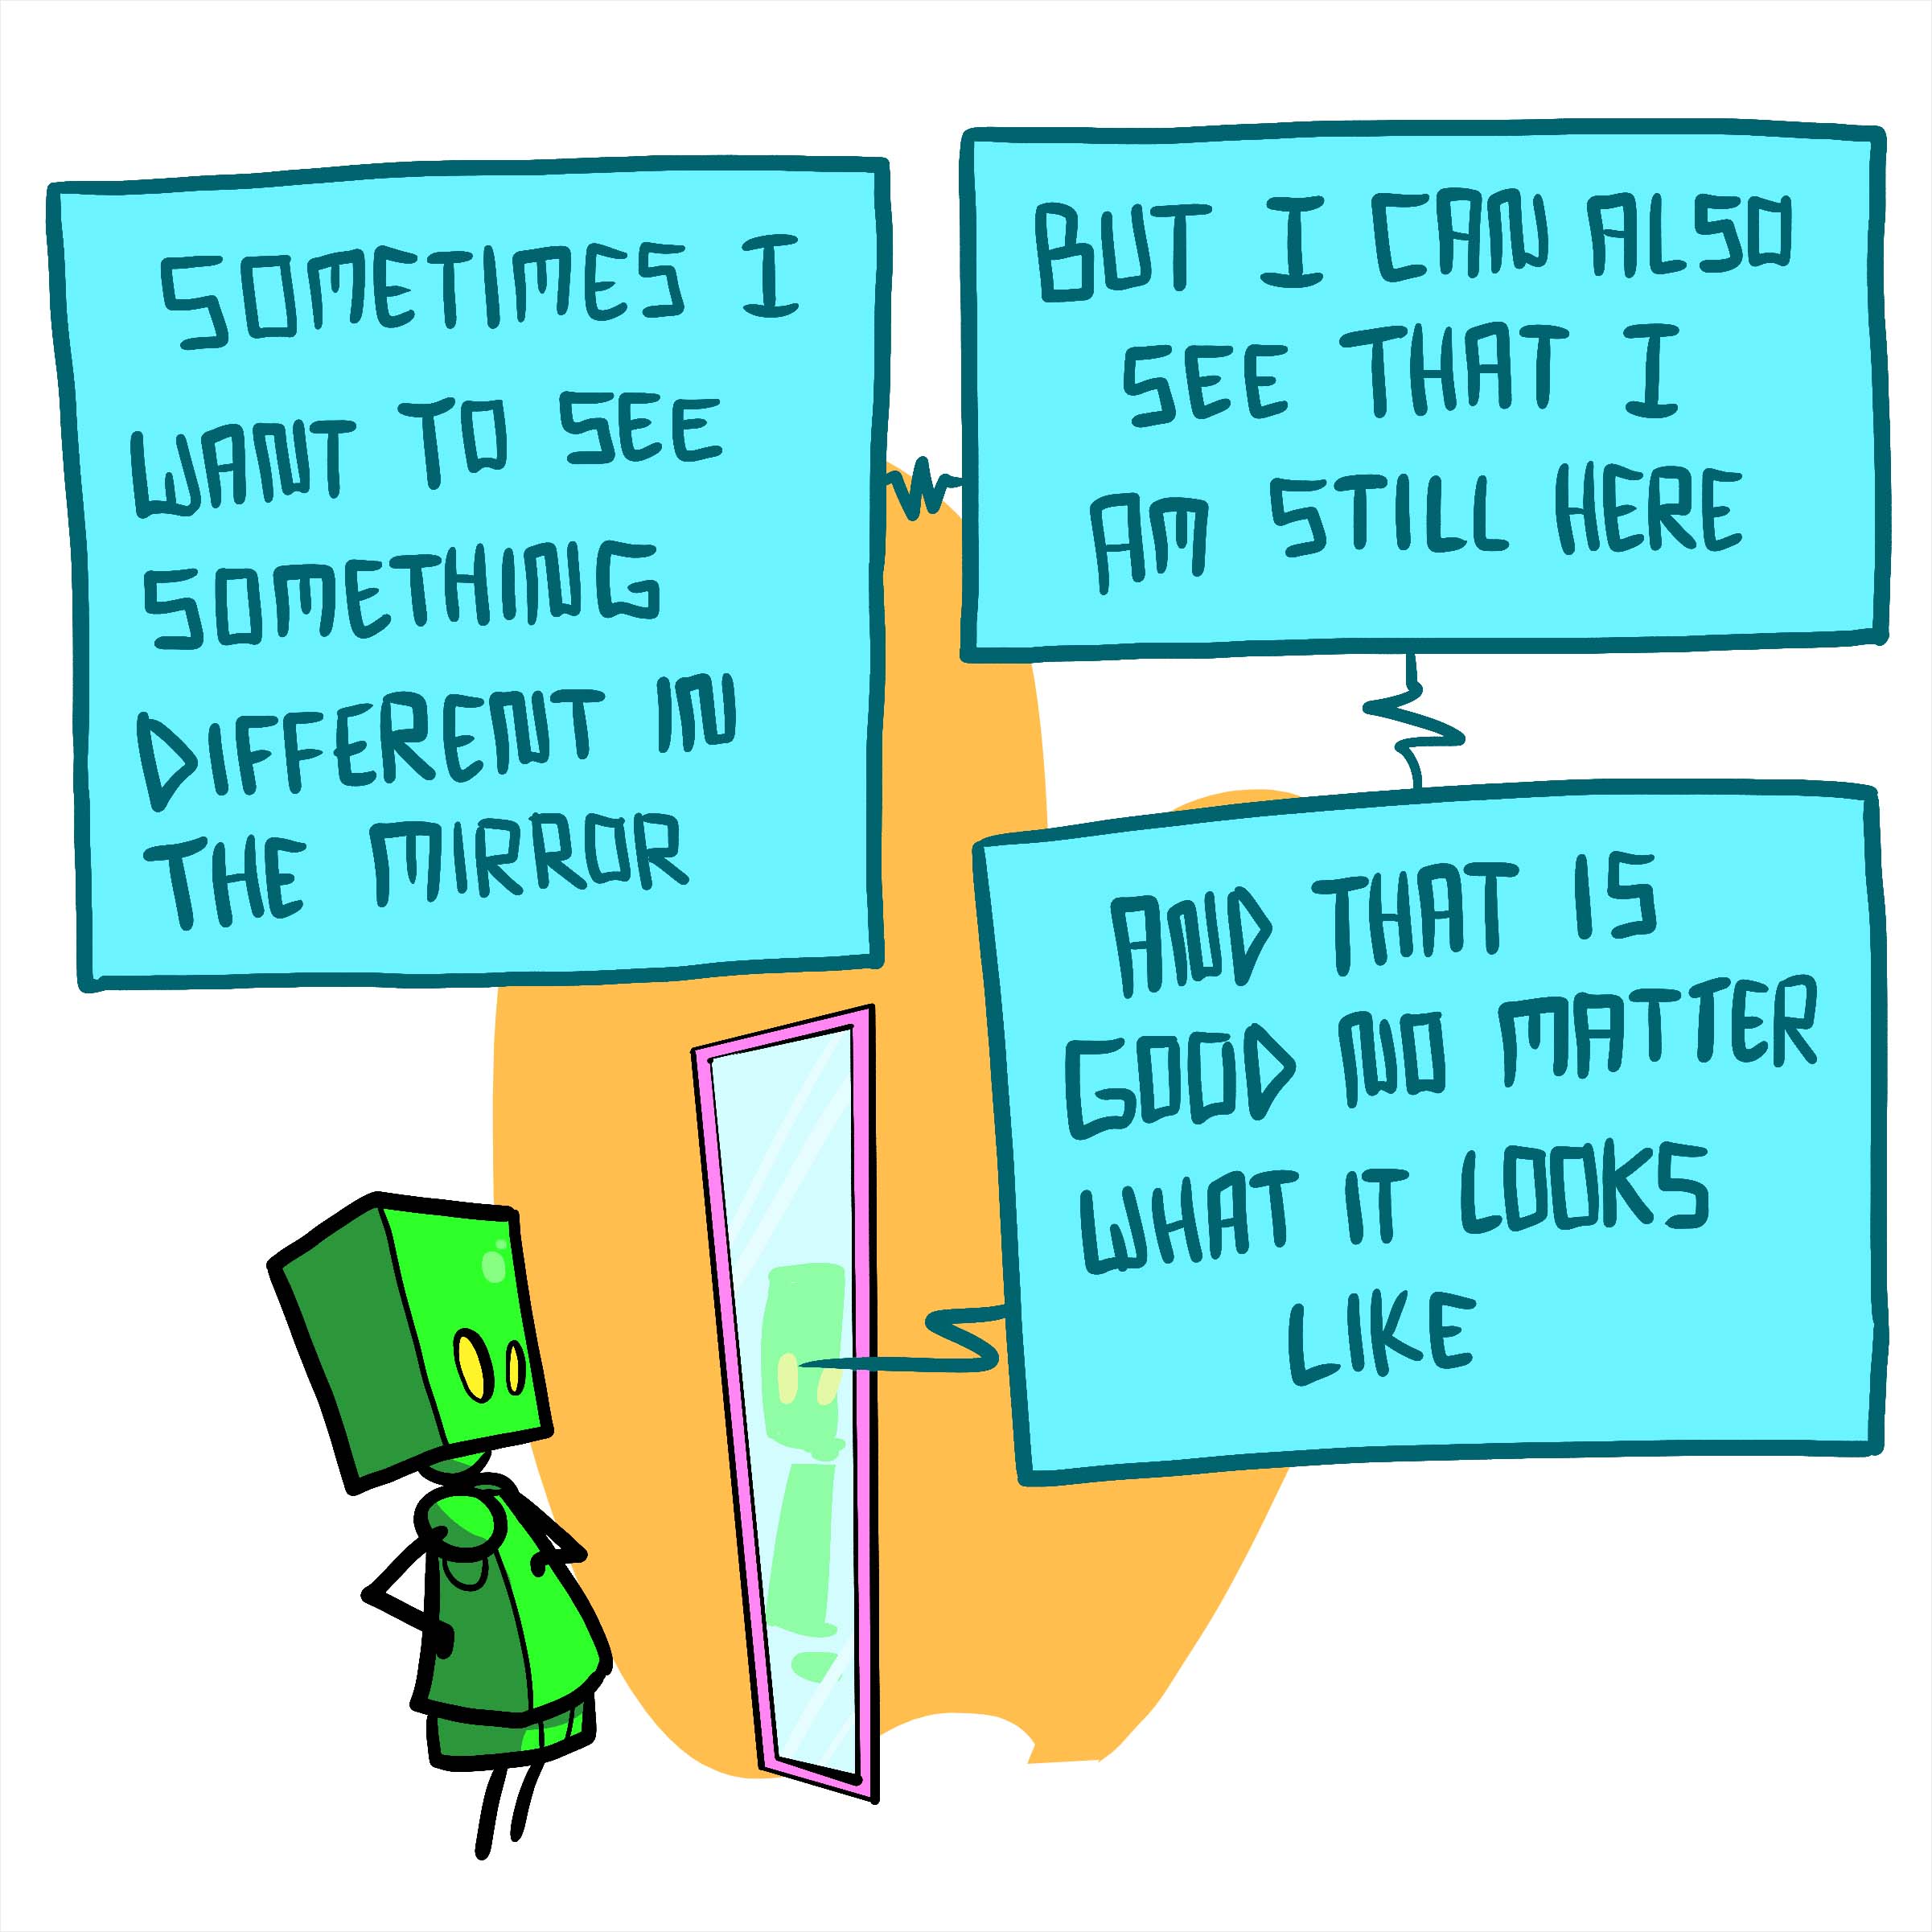 SOMETIMES I
WANT TO SEE
SOMETHING
DIFFERENT IN
THE MIRROR
BUT I CAN ALSO
SEE THAT I
AM STILL HERE
AND THAT IS
GOOD NO MATTER
WHAT IT LOOKS
LIKE